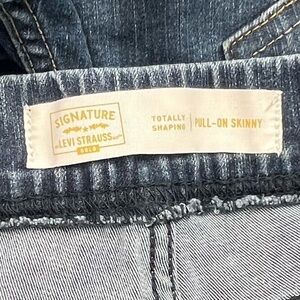 SIGNATURE
LEVI STRAUSS
GOLD
TOTALLY
SHAPING
PULL-ON SKINNY